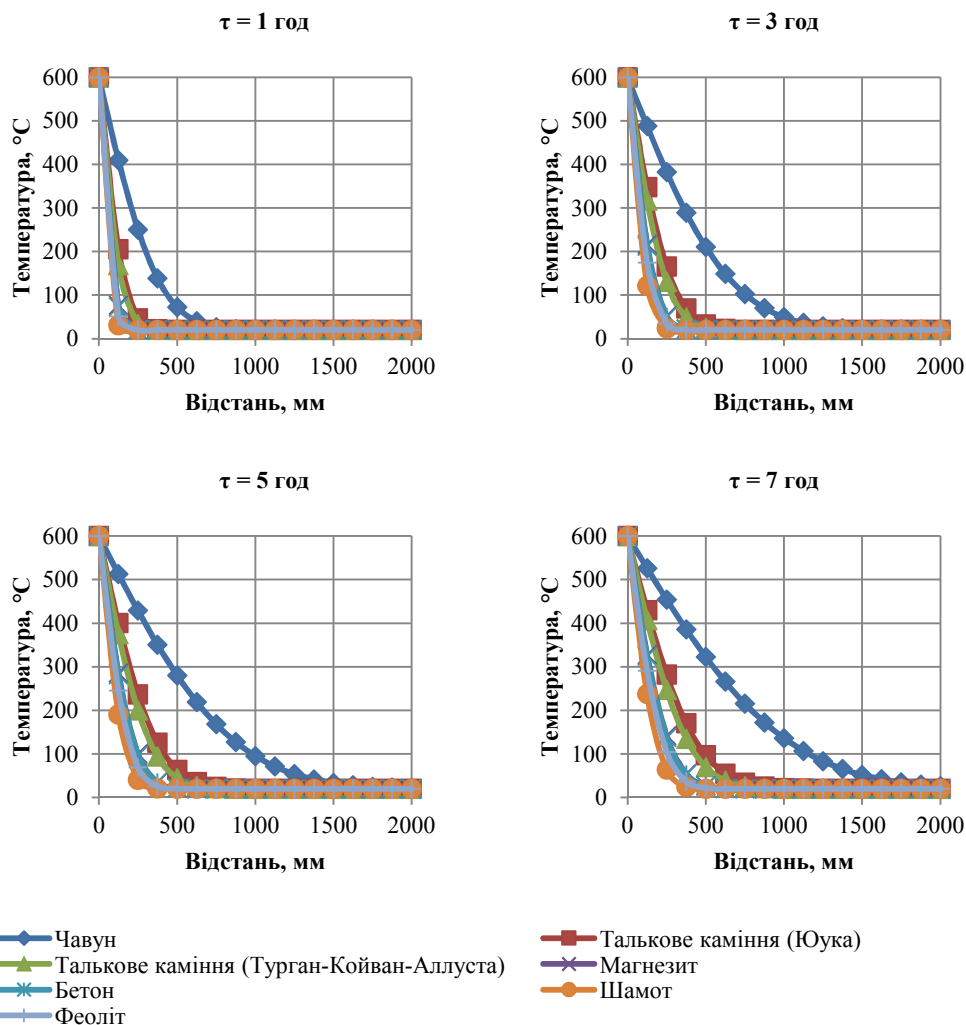 τ = 1 год
τ = 3 год
600
500
400
300
200
100
0
Температура, °C
0 500 1000 1500 2000
Відстань, мм
600
500
400
300
200
100
0
Температура, °C
0 500 1000 1500 2000
Відстань, мм
τ = 5 год
τ = 7 год
600
500
400
300
200
100
0
Температура, °C
0 500 1000 1500 2000
Відстань, мм
600
500
400
300
200
100
0
Температура, °C
0 500 1000 1500 2000
Відстань, мм
Чавун
Талькове каміння (Юука)
Талькове каміння (Турган-Койван-Аллуста)
Магнезит
Бетон
Шамот
Феоліт